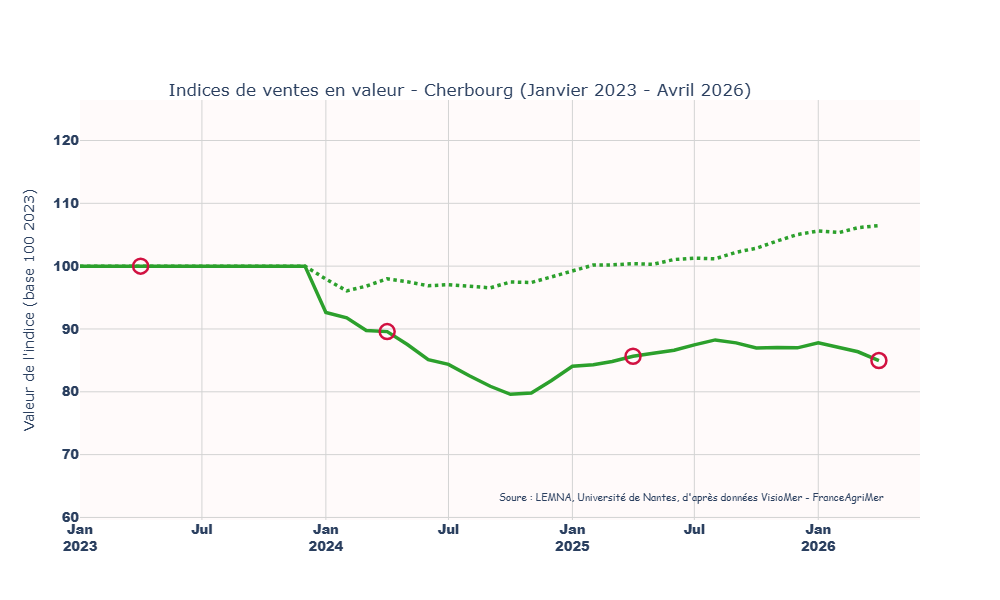 Indices de ventes en valeur - Cherbourg (Janvier 2023 - Avril 2026)
Valeur de l'indice (base 100 2023)
120
110
100
90
80
70
60
Soure : LEMNA, Université de Nantes, d'après données VisioMer - FranceAgriMer
Jan Jul Jan Jul Jan Jul Jan
2023 2024 2025 2026